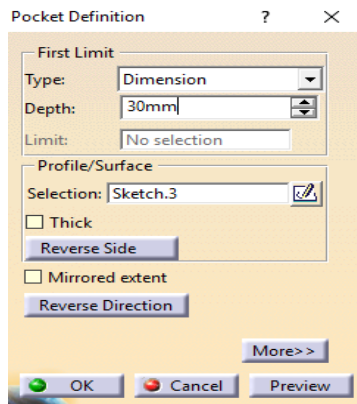 Pocket Definition ? ×
First Limit
Type: Dimension
Depth: 30mm
Limit: No selection
Profile/Surface
Selection: Sketch.3
Thick
Reverse Side
Mirrored extent
Reverse Direction
More>>
OK Cancel Preview